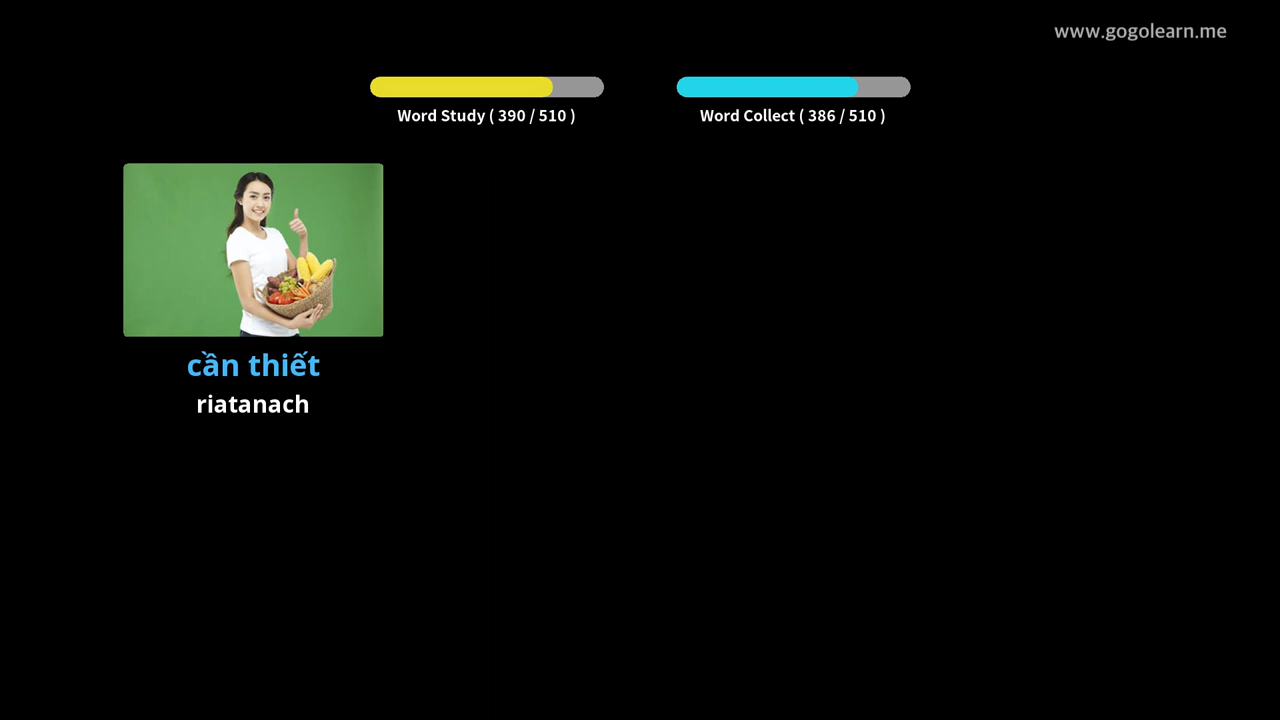 www.gogolearn.me
Word Study ( 390 / 510 )
Word Collect ( 386 / 510 )
cần thiết
riatanach